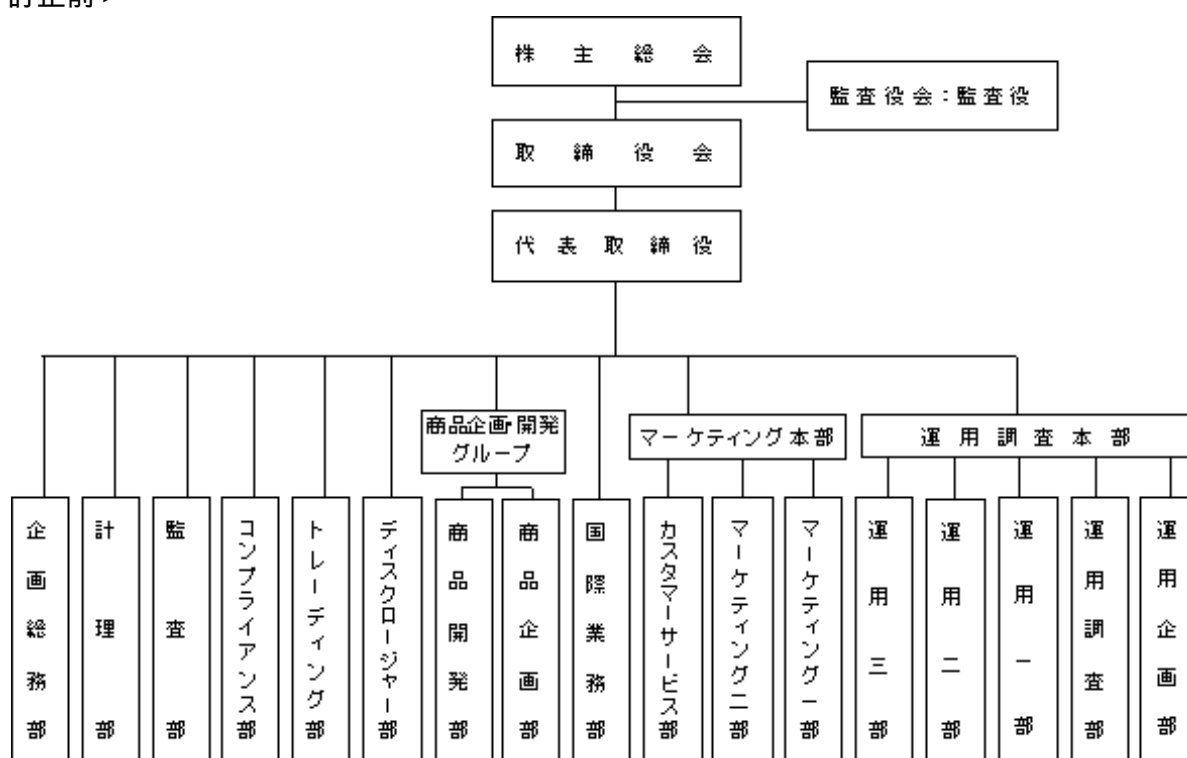 訂正前>
株主総会
監査役会:監査役
取締役会
代表取締役
商品企画・開発
グループ
マーケティング本部
運用調査本部
企画総務部
計理部
監査部
コンプライアンス部
トレーディング部
ディスクロージャー部
商品開発部
商品企画部
国際業務部
カスタマーサービス部
マーケティング二部
マーケティング一部
運用三部
運用二部
運用一部
運用調査部
運用企画部